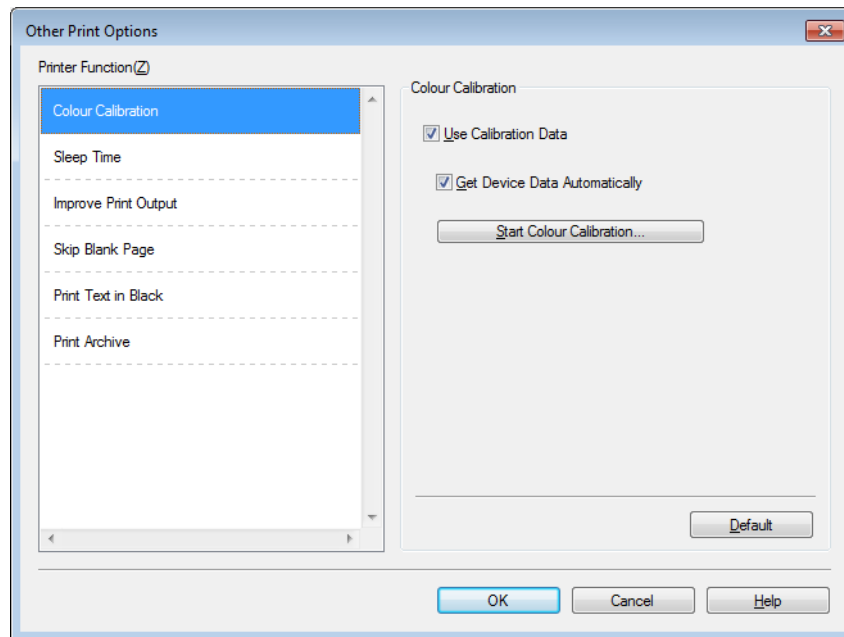 Other Print Options
Printer Function(Z)
Colour Calibration
Sleep Time
Improve Print Output
Skip Blank Page
Print Text in Black
Print Archive
Colour Calibration
Use Calibration Data
Get Device Data Automatically
Start Colour Calibration...
Default
OK
Cancel
Help